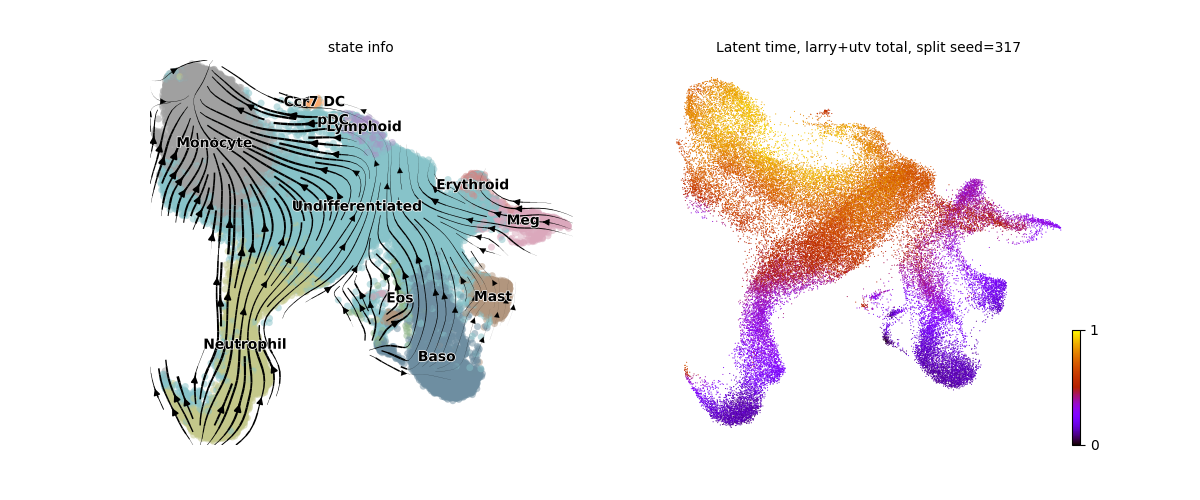 state info
Latent time, larry+utv total, split seed=317
Ccr7 DC
pDC
Lymphoid
Monocyte
Erythroid
Undifferentiated
Meg
Eos
Mast
Neutrophil
Baso
1
0